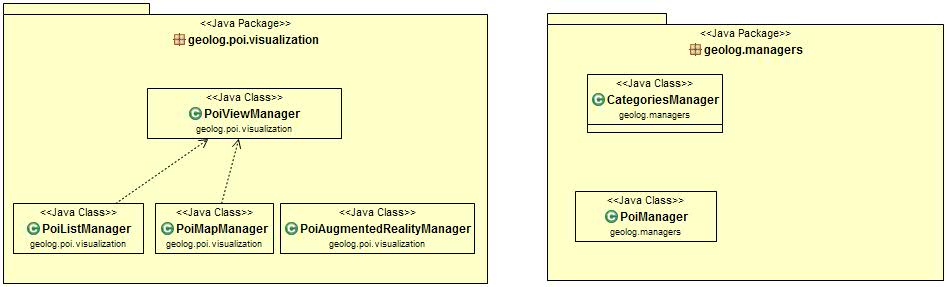 <<Java Package>>
geolog.poi.visualization
<<Java Class>>
PoiViewManager
geolog.poi.visualization
<<Java Class>>
PoiListManager
geolog.poi.visualization
<<Java Class>>
PoiMapManager
geolog.poi.visualization
<<Java Class>>
PoiAugmentedRealityManager
geolog.poi.visualization
<<Java Package>>
geolog.managers
<<Java Class>>
CategoriesManager
geolog.managers
<<Java Class>>
PoiManager
geolog.managers